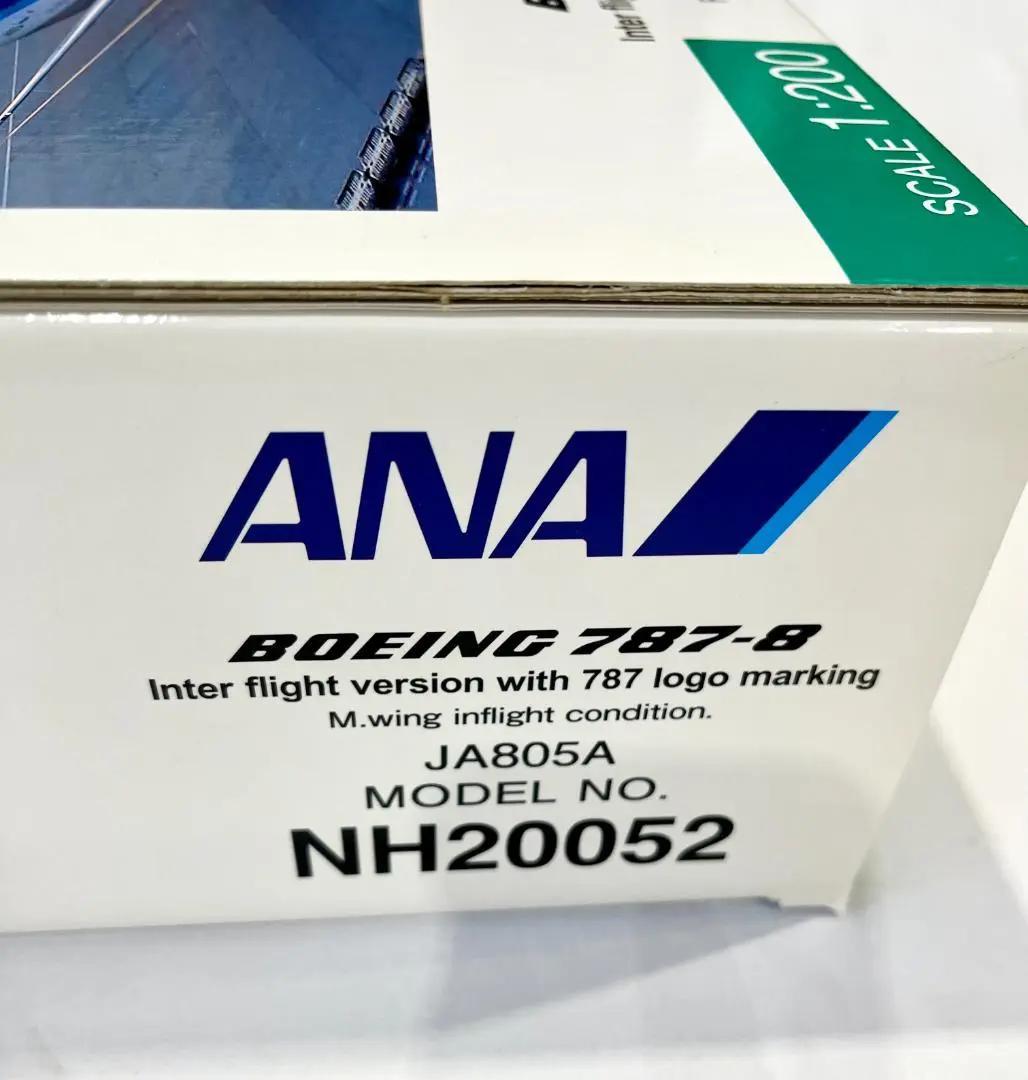 Inter
SCALE 1:200
ANA
BOEING 787-8
Inter flight version with 787 logo marking
M.wing inflight condition.
JA805A
MODEL NO.
NH20052